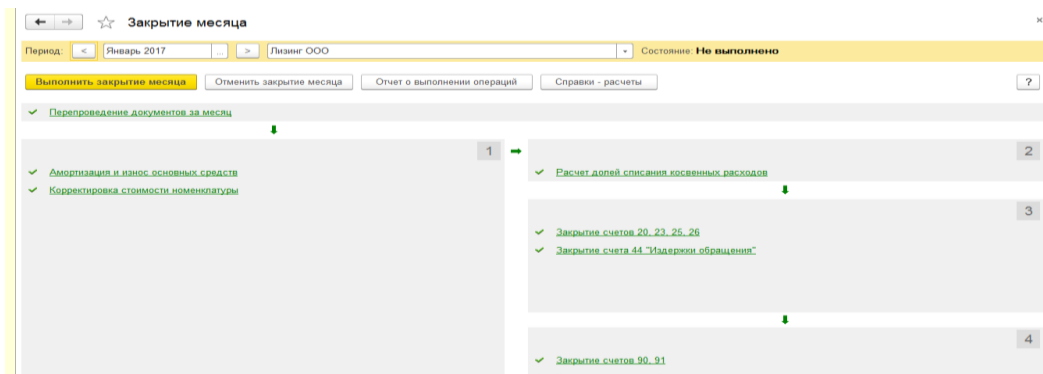 Закрытие месяца
Период: < Январь 2017 ... > Лизинг ООО Состояние: Не выполнено
Выполнить закрытие месяца Отменить закрытие месяца Отчет о выполнении операций Справки - расчеты ?
Перепроведение документов за месяц
1
Амортизация и износ основных средств
Корректировка стоимости номенклатуры
2
Расчет долей списания косвенных расходов
3
Закрытие счетов 20, 23, 25, 26
Закрытие счета 44 "Издержки обращения"
4
Закрытие счетов 90, 91